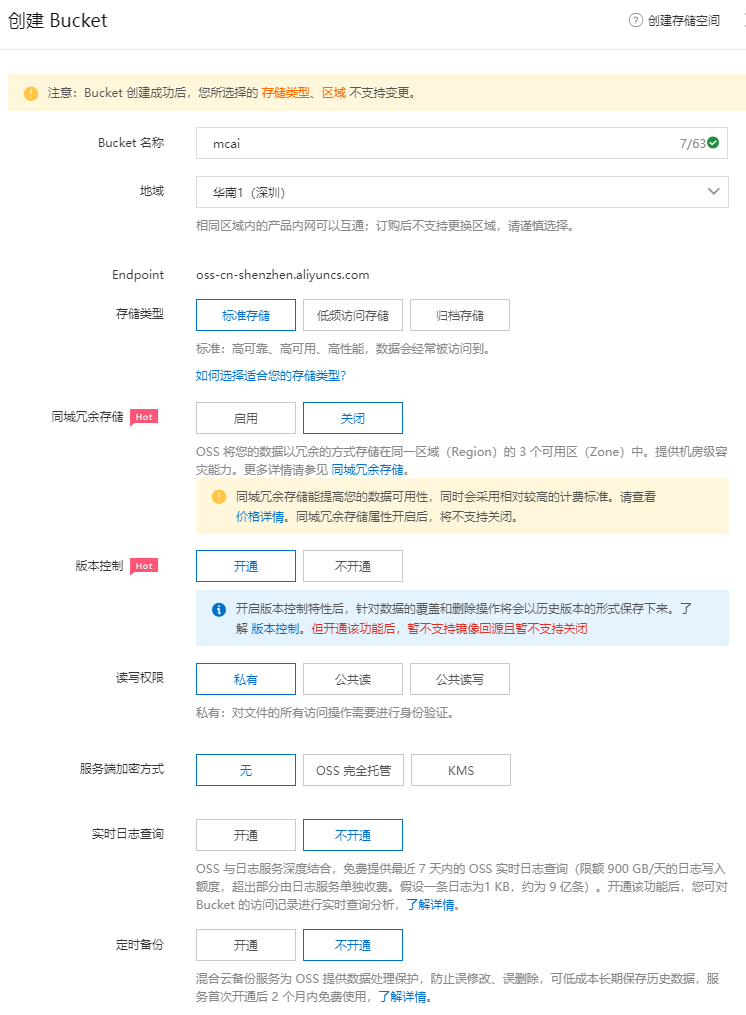 创建 Bucket
创建存储空间
注意：Bucket 创建成功后，您所选择的 存储类型、区域 不支持变更。
Bucket 名称
mcai
7/63
地域
华南1（深圳）
相同区域内的产品内网可以互通；订购后不支持更换区域，请谨慎选择。
Endpoint
oss-cn-shenzhen.aliyuncs.com
存储类型
标准存储
低频访问存储
归档存储
标准：高可靠、高可用、高性能，数据会经常被访问到。
如何选择适合您的存储类型?
同城冗余存储
Hot
启用
关闭
OSS 将您的数据以冗余的方式存储在同一区域（Region）的 3 个可用区（Zone）中。提供机房级容
灾能力。更多详情请参见 同城冗余存储。
同城冗余存储能提高您的数据可用性，同时会采用相对较高的计费标准。请查看
价格详情。同城冗余存储属性开启后，将不支持关闭。
版本控制
Hot
开通
不开通
开启版本控制特性后，针对数据的覆盖和删除操作将会以历史版本的形式保存下来。了
解 版本控制。但开通该功能后，暂不支持镜像回源且暂不支持关闭
读写权限
私有
公共读
公共读写
私有：对文件的所有访问操作需要进行身份验证。
服务端加密方式
无
OSS 完全托管
KMS
实时日志查询
开通
不开通
OSS 与日志服务深度结合，免费提供最近 7 天内的 OSS 实时日志查询（限额 900 GB/天的日志写入
额度，超出部分由日志服务单独收费。假设一条日志为1 KB，约为 9 亿条）。开通该功能后，您可对
Bucket 的访问记录进行实时查询分析，了解详情。
定时备份
开通
不开通
混合云备份服务为 OSS 提供数据处理保护，防止误修改、误删除，可低成本长期保存历史数据，服
务首次开通后 2 个月内免费使用，了解详情。